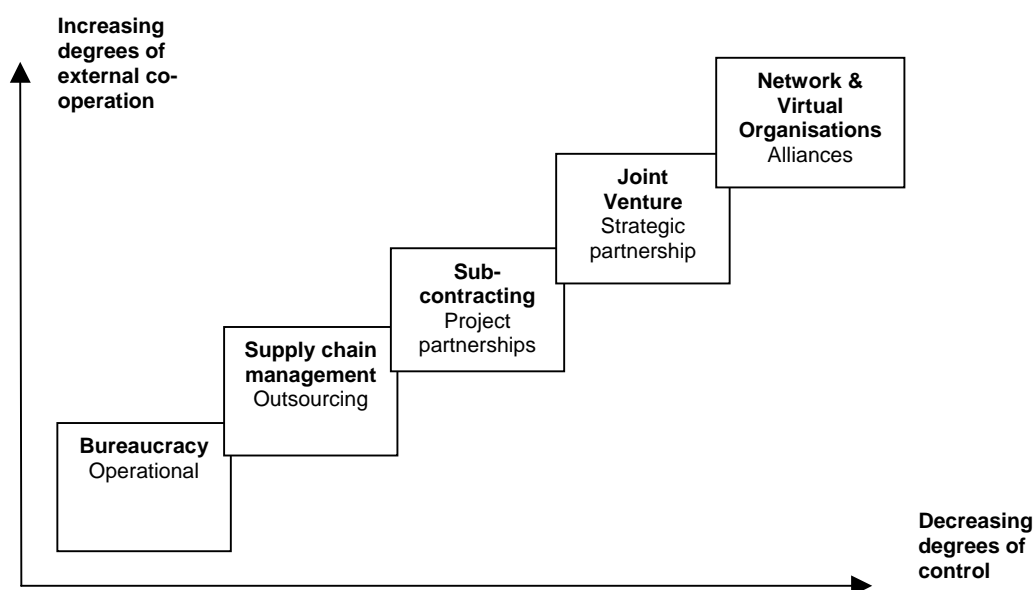 Increasing
degrees of
external co-
operation
Network &
Virtual
Organisations
Alliances
Joint
Venture
Strategic
partnership
Sub-
contracting
Project
partnerships
Supply chain
management
Outsourcing
Bureaucracy
Operational
Decreasing
degrees of
control